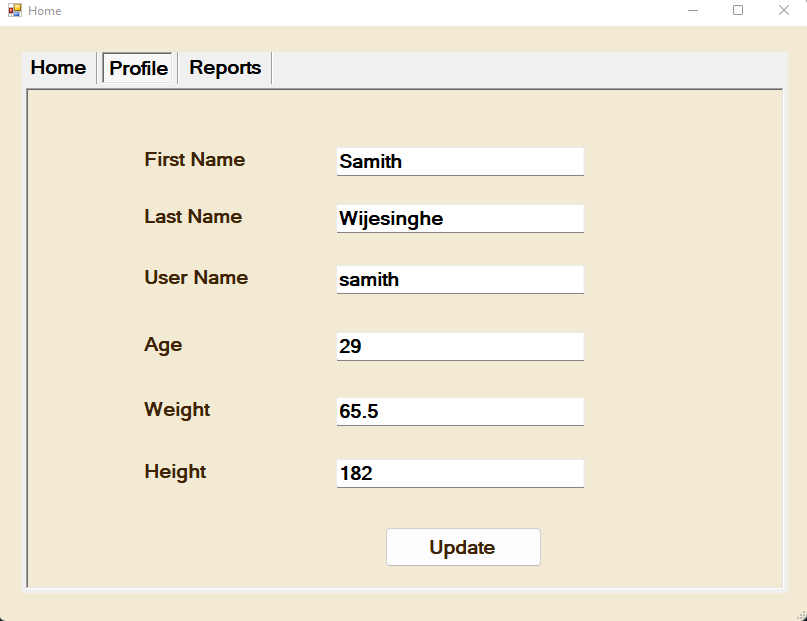 Home
Home Profile Reports
First Name Samith
Last Name Wijesinghe
User Name samith
Age 29
Weight 65.5
Height 182
Update